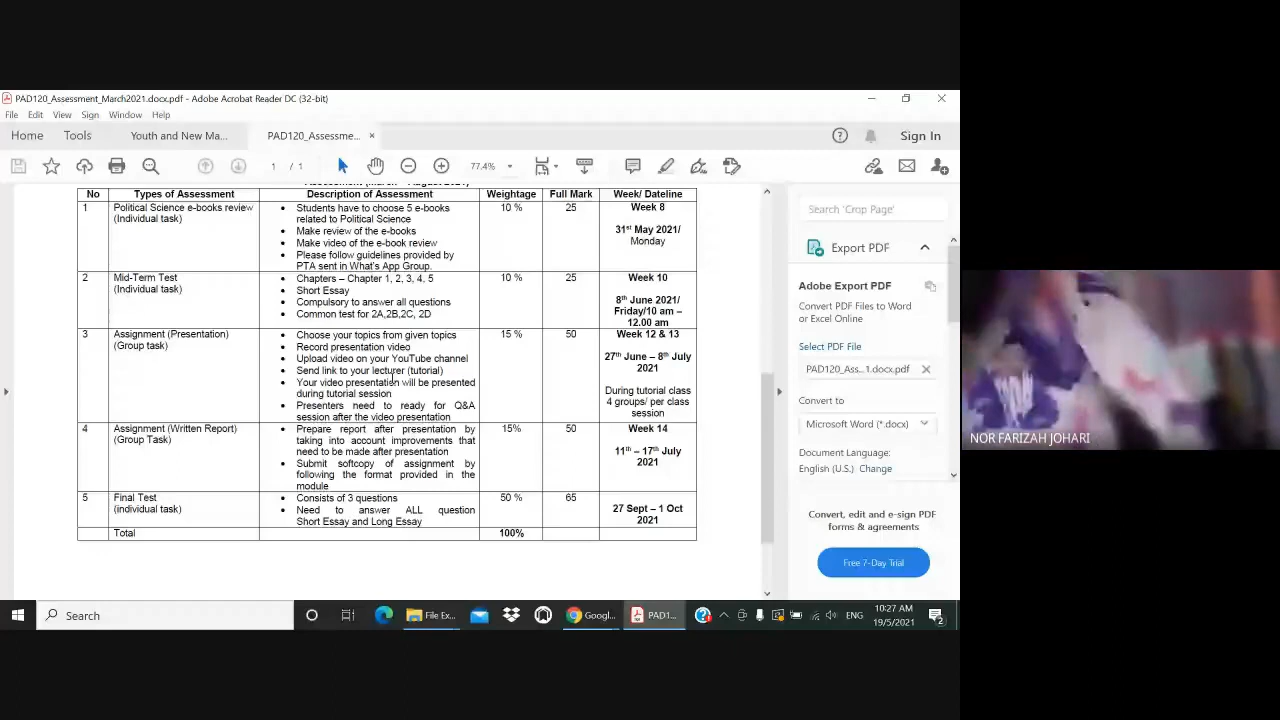 PAD120_Assessment_March2021.docx.pdf - Adobe Acrobat Reader DC (32-bit)
File Edit View Sign Window Help
Home Tools Youth and New Ma... PAD120_Assessme... × Sign In
1 / 1 77.4%
No Types of Assessment Description of Assessment Weightage Full Mark Week/ Dateline
1 Political Science e-books review (Individual task)
• Students have to choose 5 e-books
related to Political Science
• Make review of the e-books
• Make video of the e-book review
• Please follow guidelines provided by
PTA sent in What's App Group.
10 % 25 Week 8
31st May 2021/
Monday
2 Mid-Term Test
(Individual task)
• Chapters – Chapter 1, 2, 3, 4, 5
• Short Essay
• Compulsory to answer all questions
• Common test for 2A,2B,2C, 2D
10 % 25 Week 10
8th June 2021/
Friday/10 am –
12.00 am
3 Assignment (Presentation)
(Group task)
• Choose your topics from given topics
• Record presentation video
• Upload video on your YouTube channel
• Send link to your lecturer (tutorial)
• Your video presentation will be presented
during tutorial session
• Presenters need to ready for Q&A
session after the video presentation
15 % 50 Week 12 & 13
27th June – 8th July
2021
During tutorial class
4 groups/ per class
session
4 Assignment (Written Report)
(Group Task)
• Prepare report after presentation by
taking into account improvements that
need to be made after presentation
• Submit softcopy of assignment by
following the format provided in the
module
15% 50 Week 14
11th – 17th July
2021
5 Final Test
(individual task)
• Consists of 3 questions
• Need to answer ALL question
Short Essay and Long Essay
50 % 65 27 Sept – 1 Oct
2021
Total 100%
Search 'Crop Page'
Export PDF
Adobe Export PDF
Convert PDF Files to Word
or Excel Online
Select PDF File
PAD120_Ass...1.docx.pdf ×
Convert to
Microsoft Word (*.docx)
Document Language:
English (U.S.) Change
Convert, edit and e-sign PDF
forms & agreements
Free 7-Day Trial
NOR FARIZAH JOHARI
Search
File Ex...
Googl...
PAD1...
ENG
10:27 AM
19/5/2021
2